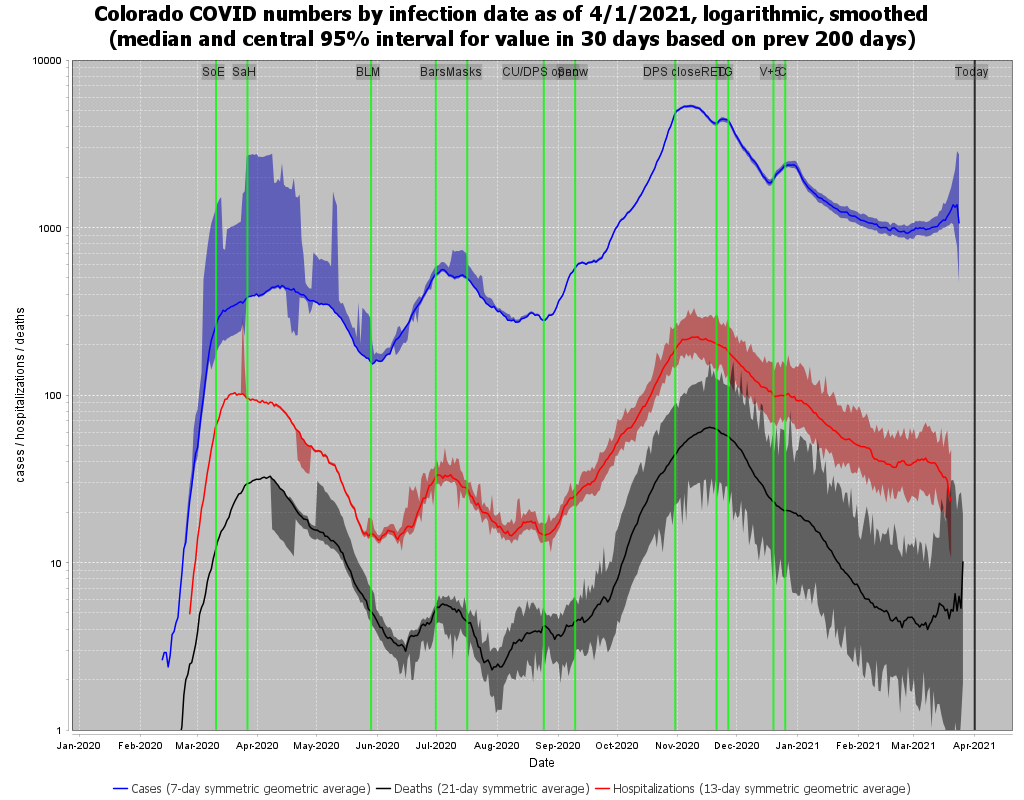 Colorado COVID numbers by infection date as of 4/1/2021, logarithmic, smoothed
(median and central 95% interval for value in 30 days based on prev 200 days)
SoE SaH BLM Bars Masks CU/DPS open DPS close RED TG V+5 C Today
10000
1000
100
10
1
cases / hospitalizations / deaths
Jan-2020 Feb-2020 Mar-2020 Apr-2020 May-2020 Jun-2020 Jul-2020 Aug-2020 Sep-2020 Oct-2020 Nov-2020 Dec-2020 Jan-2021 Feb-2021 Mar-2021 Apr-2021
Date
Cases (7-day symmetric geometric average) Deaths (21-day symmetric average) Hospitalizations (13-day symmetric geometric average)